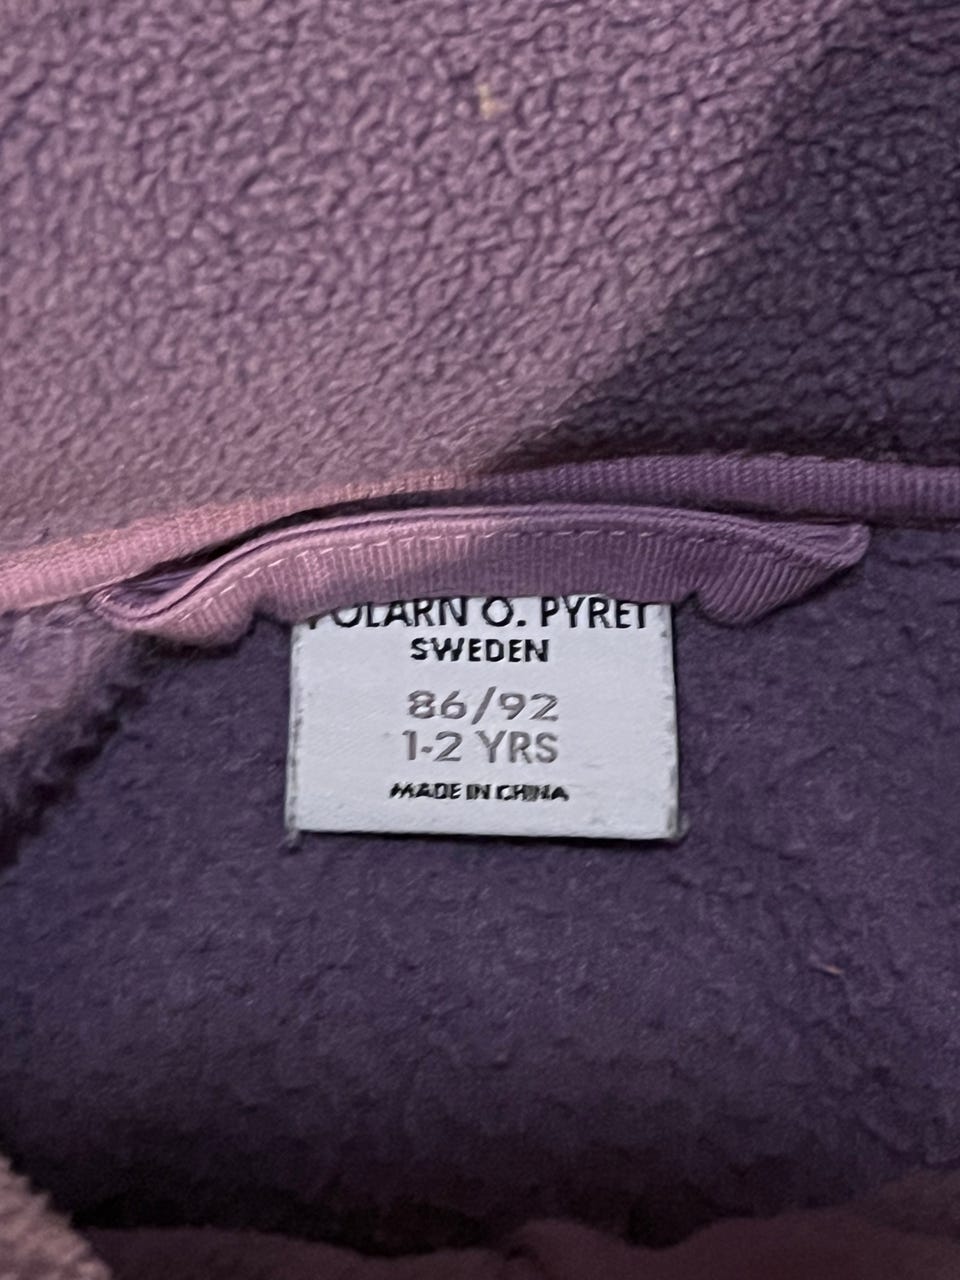 POLARN O. PYRET
SWEDEN
86/92
1-2 YRS
MADE IN CHINA